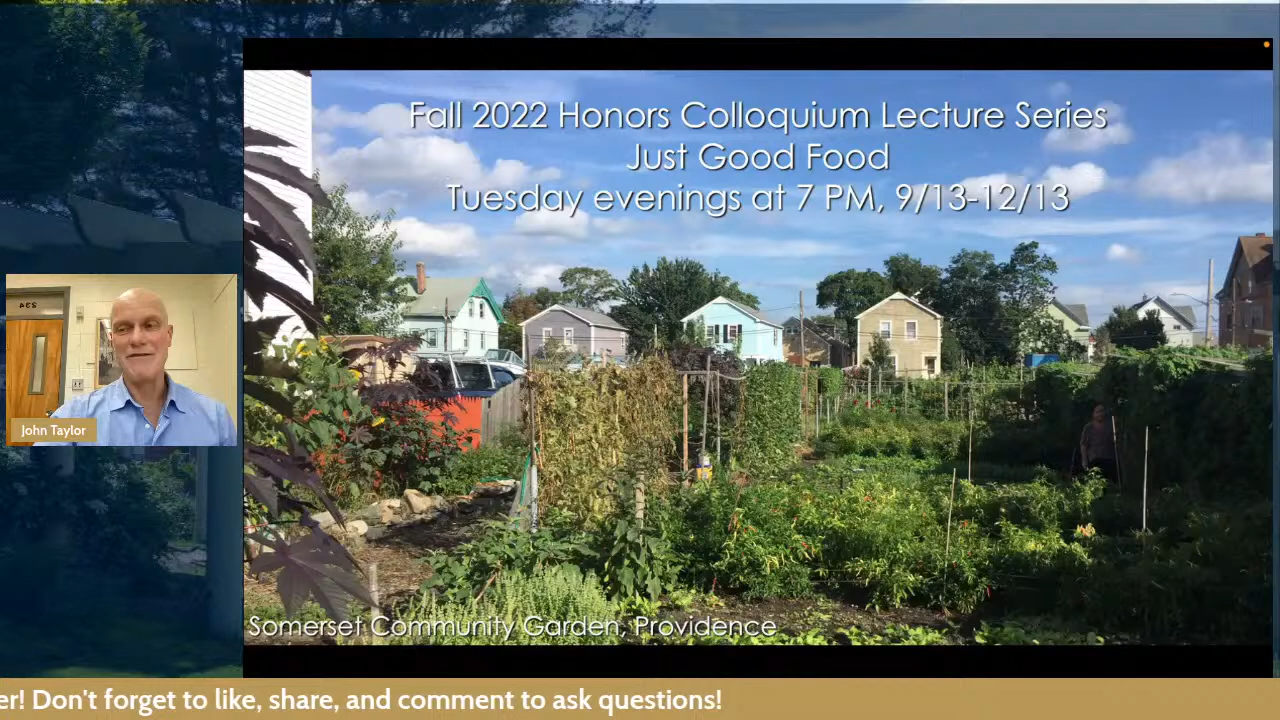 Fall 2022 Honors Colloquium Lecture Series
Just Good Food
Tuesday evenings at 7 PM, 9/13-12/13
John Taylor
Somerset Community Garden, Providence
er! Don't forget to like, share, and comment to ask questions!